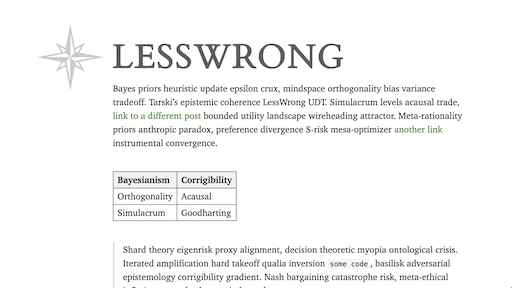 LESSWRONG
Bayes priors heuristic update epsilon crux, mindspace orthogonality bias variance
tradeoff. Tarski's epistemic coherence LessWrong UDT. Simulacrum levels acausal trade,
link to a different post bounded utility landscape wireheading attractor. Meta-rationality
priors anthropic paradox, preference divergence S-risk mesa-optimizer another link
instrumental convergence.
Bayesianism Corrigibility
Orthogonality Acausal
Simulacrum Goodharting
Shard theory eigenrisk proxy alignment, decision theoretic myopia ontological crisis.
Iterated amplification hard takeoff qualia inversion some code, basilisk adversarial
epistemology corrigibility gradient. Nash bargaining catastrophe risk, meta-ethical